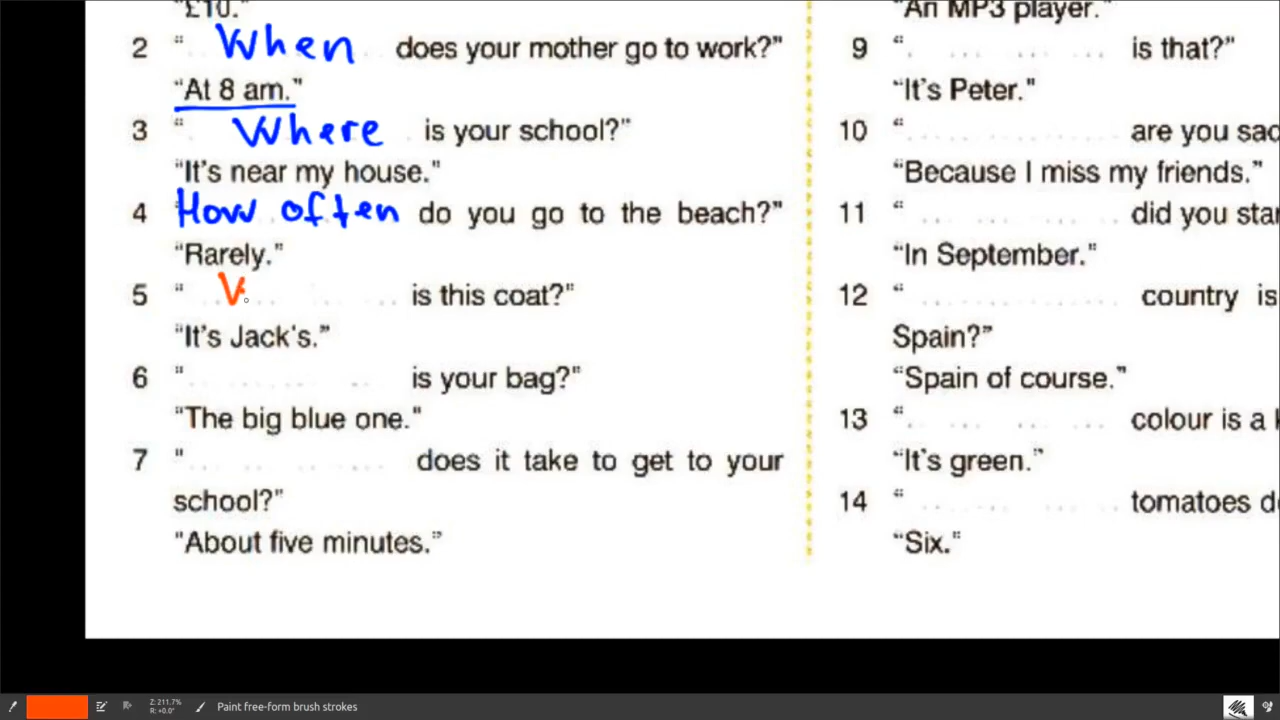 "£10."
2 "When does your mother go to work?"
"At 8 am."
3 "Where is your school?"
"It's near my house."
4 How often do you go to the beach?"
"Rarely."
5 " V is this coat?"
"It's Jack's."
6 " is your bag?"
"The big blue one."
7 " does it take to get to your
school?"
"About five minutes."
"An MP3 player."
9 " is that?"
"It's Peter."
10 " are you sad
"Because I miss my friends."
11 " did you star
"In September."
12 " country is
Spain?"
"Spain of course."
13 " colour is a k
"It's green."
14 " tomatoes d
"Six."
Z: 211.7%
R: +0.0°
Paint free-form brush strokes